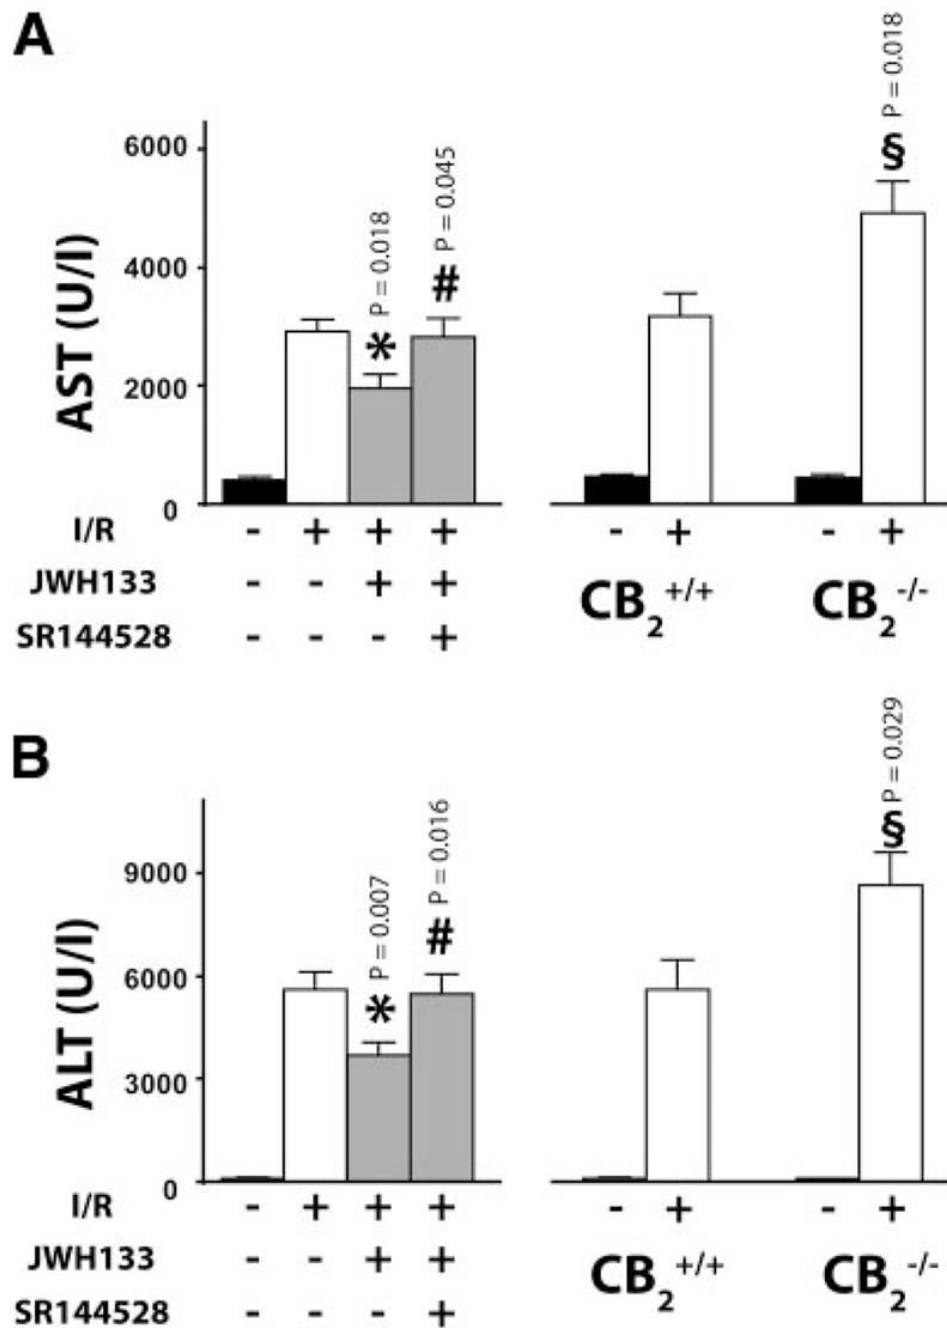 A
P = 0.018
P = 0.045
P = 0.018
§
#
*
AST (U/I)
6000
4000
2000
0
I/R - + + + - + - +
JWH133 - - + +
CB2+/+ CB2-/-
SR144528 - - - +
B
P = 0.029
P = 0.016
P = 0.007
§
#
*
ALT (U/I)
9000
6000
3000
0
I/R - + + + - + - +
JWH133 - - + +
CB2+/+ CB2-/-
SR144528 - - - +